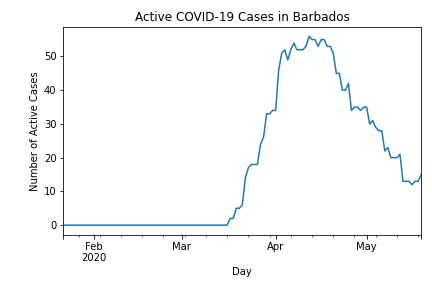 Active COVID-19 Cases in Barbados
Number of Active Cases
50
40
30
20
10
0
Feb
2020
Mar
Apr
May
Day